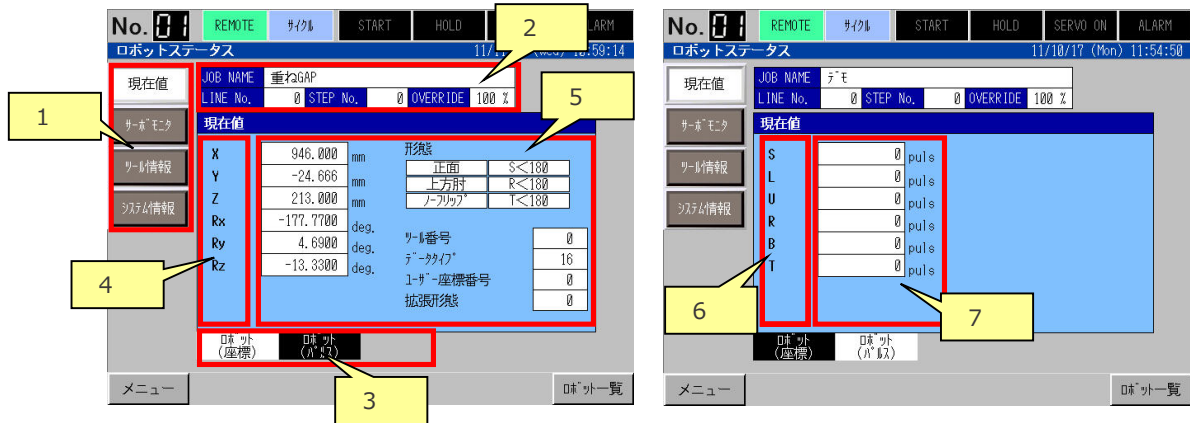 No. 01 REMOTE サイクル START HOLD LARM
ロボットステータス 11/1
59:14
2
現在値
サーボモニタ
ツール情報
システム情報
1
JOB NAME 重ねGAP
LINE No. 0 STEP No. 0 OVERRIDE 100 %
現在値
5
X 946.000 mm
Y -24.666 mm
Z 213.000 mm
Rx -177.7700 deg.
Ry 4.6900 deg.
Rz -13.3300 deg.
4
形態
正面 S<180
上方肘 R<180
ノーフリップ T<180
ツール番号 0
データタイプ 16
ユーザー座標番号 0
拡張形態 0
ロボット
(座標)
ロボット
(パルス)
3
メニュー ロボット一覧
No. 01 REMOTE サイクル START HOLD SERVO ON ALARM
ロボットステータス 11/10/17 (Mon) 11:54:50
現在値
サーボモニタ
ツール情報
システム情報
JOB NAME デモ
LINE No. 0 STEP No. 0 OVERRIDE 100 %
現在値
S 0 puls
L 0 puls
U 0 puls
R 0 puls
B 0 puls
T 0 puls
6
7
ロボット
(座標)
ロボット
(パルス)
メニュー ロボット一覧